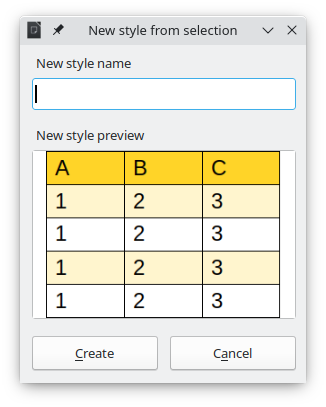 New style from selection
New style name
New style preview
A B C
1 2 3
1 2 3
1 2 3
1 2 3
Create Cancel